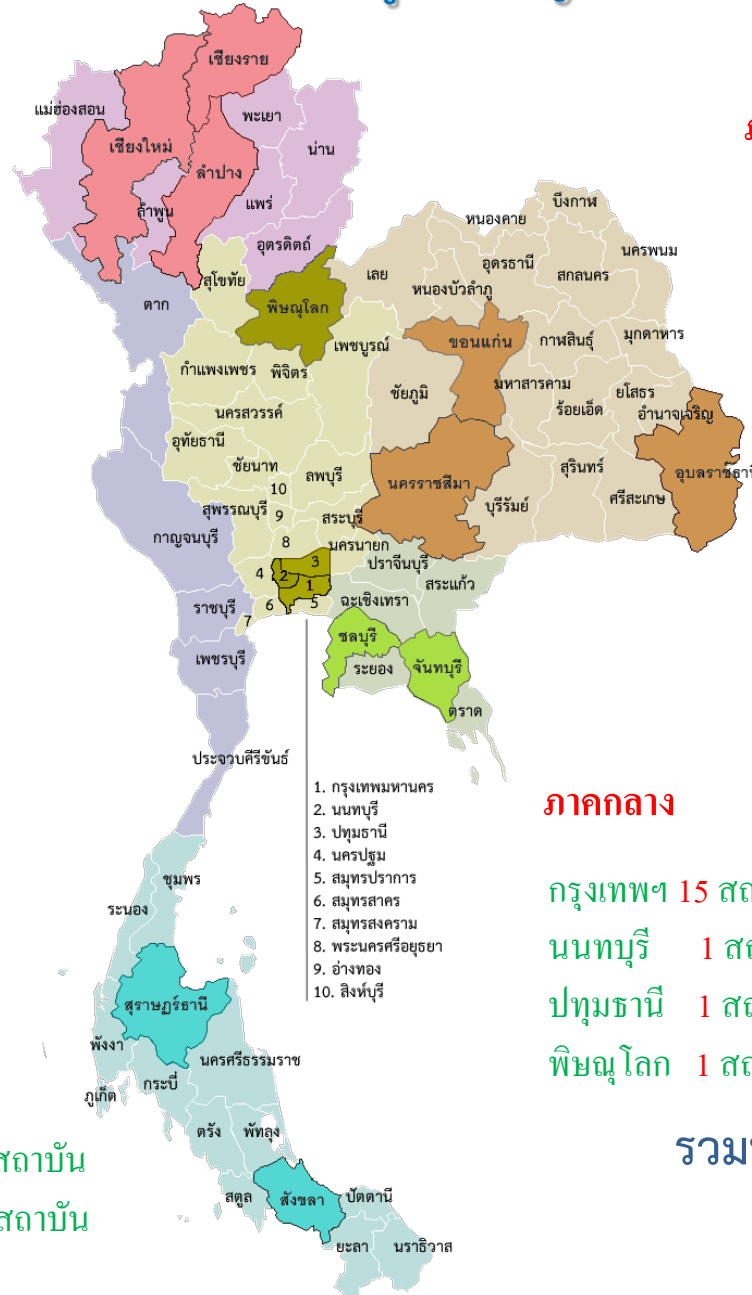 เชียงราย
แม่ฮ่องสอน
พะเยา
เชียงใหม่
น่าน
ลำปาง
ลำพูน
แพร่
อุตรดิตถ์
บึงกาฬ
หนองคาย
นครพนม
อุดรธานี
เลย
สกลนคร
สุโขทัย
หนองบัวลำภู
ตาก
พิษณุโลก
เพชบูรณ์
ขอนแก่น
กาฬสินธุ์
มุกดาหาร
กำแพงเพชร
พิจิตร
มหาสารคาม
ชัยภูมิ
ยโสธร
ร้อยเอ็ด
อำนาจเจริญ
นครสวรรค์
อุทัยธานี
ชัยนาท
ลพบุรี
สุรินทร์
อุบลราชธานี
นครราชสีมา
10
สุพรรณบุรี
9
สระบุรี
บุรีรัมย์
ศรีสะเกษ
กาญจนบุรี
8
นครนายก
3
ปราจีนบุรี
4
2
1
สระแก้ว
ราชบุรี
6
5
ฉะเชิงเทรา
7
ชลบุรี
เพชรบุรี
ระยอง
จันทบุรี
ตราด
ประจวบคีรีขันธ์
1. กรุงเทพมหานคร
2. นนทบุรี
3. ปทุมธานี
4. นครปฐม
5. สมุทรปราการ
6. สมุทรสาคร
7. สมุทรสงคราม
8. พระนครศรีอยุธยา
9. อ่างทอง
10. สิงห์บุรี
ภาคกลาง
กรุงเทพฯ 15
นนทบุรี 1
ปทุมธานี 1
พิษณุโลก 1
ชุมพร
ระนอง
สุราษฎร์ธานี
พังงา
นครศรีธรรมราช
กระบี่
ภูเก็ต
ตรัง
พัทลุง
สถาบัน
สถาบัน
สตูล
สังขลา
ปัตตานี
ยะลา
นราธิวาส